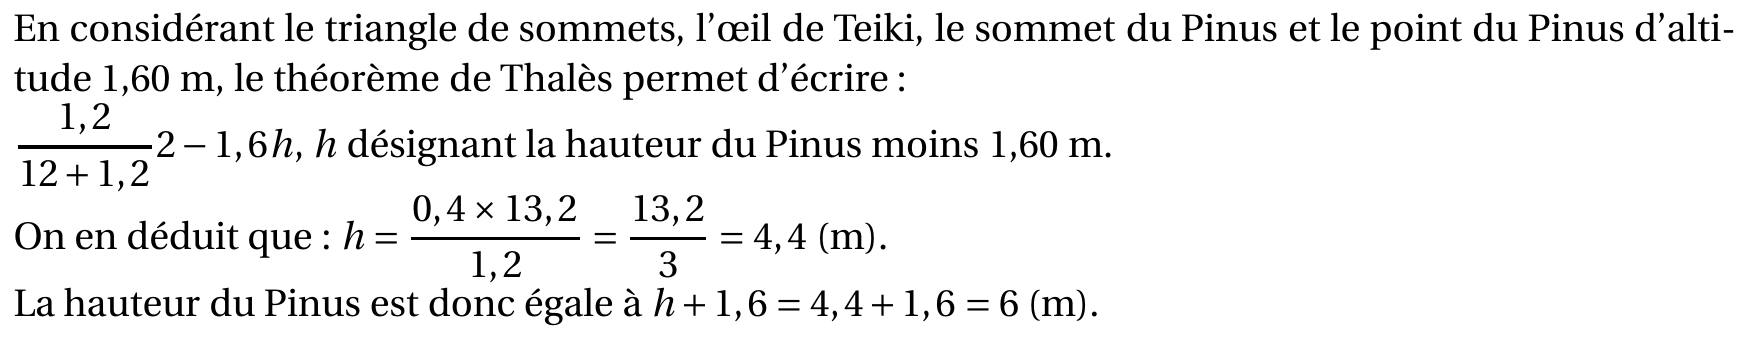 En considérant le triangle de sommets, l'œil de Teiki, le sommet du Pinus et le point du Pinus d'alti-
tude 1,60 m, le théorème de Thalès permet d'écrire :
\frac{1,2}{12+1,2}2 − 1,6h, h désignant la hauteur du Pinus moins 1,60 m.
On en déduit que : h = \frac{0,4 × 13,2}{1,2} = \frac{13,2}{3} = 4,4 (m).
La hauteur du Pinus est donc égale à h + 1,6 = 4,4 + 1,6 = 6 (m).